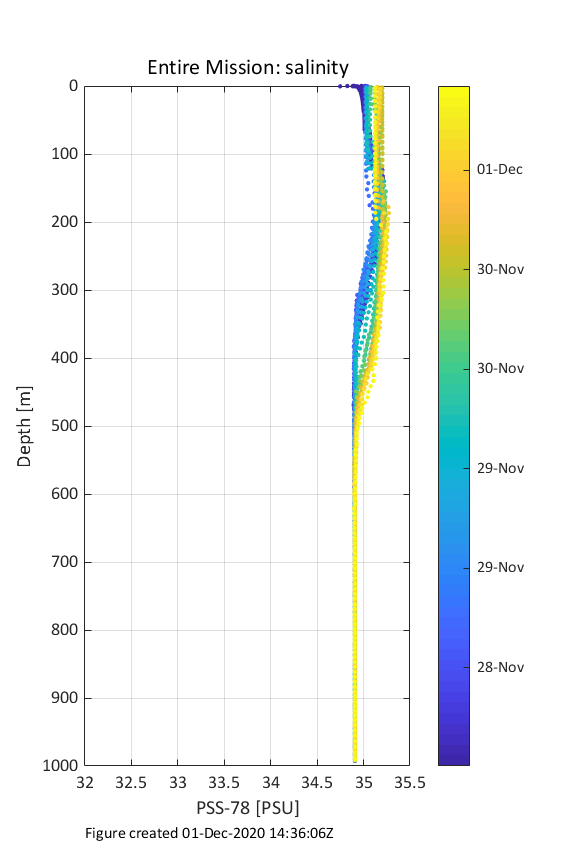 Entire Mission: salinity
0
100
200
300
400
500
600
700
800
900
1000
Depth [m]
32 32.5 33 33.5 34 34.5 35 35.5
PSS-78 [PSU]
01-Dec
30-Nov
30-Nov
29-Nov
29-Nov
28-Nov
Figure created 01-Dec-2020 14:36:06Z